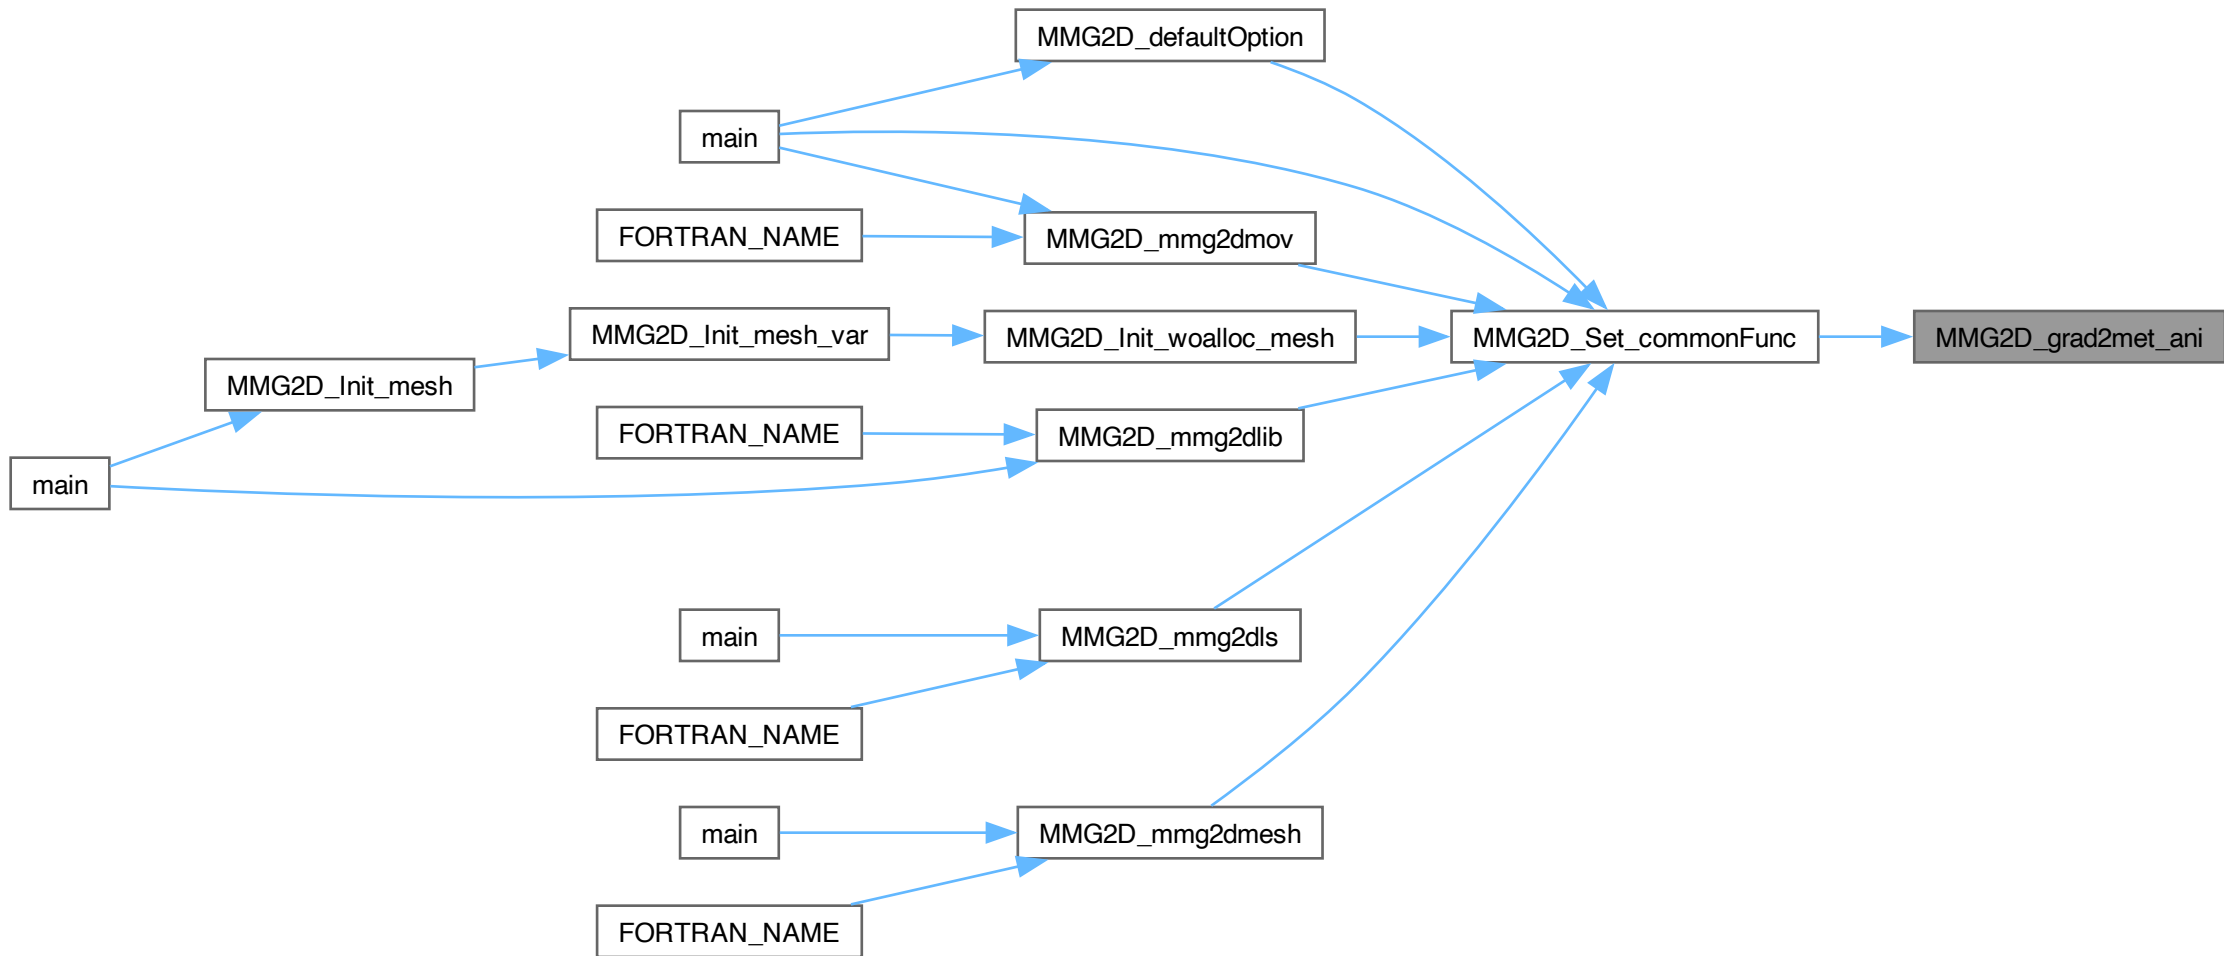 MMG2D_defaultOption
main
FORTRAN_NAME
MMG2D_mmg2dmov
MMG2D_Init_mesh_var
MMG2D_Init_woalloc_mesh
MMG2D_Set_commonFunc
MMG2D_grad2met_ani
MMG2D_Init_mesh
FORTRAN_NAME
MMG2D_mmg2dlib
main
main
MMG2D_mmg2dls
FORTRAN_NAME
main
MMG2D_mmg2dmesh
FORTRAN_NAME